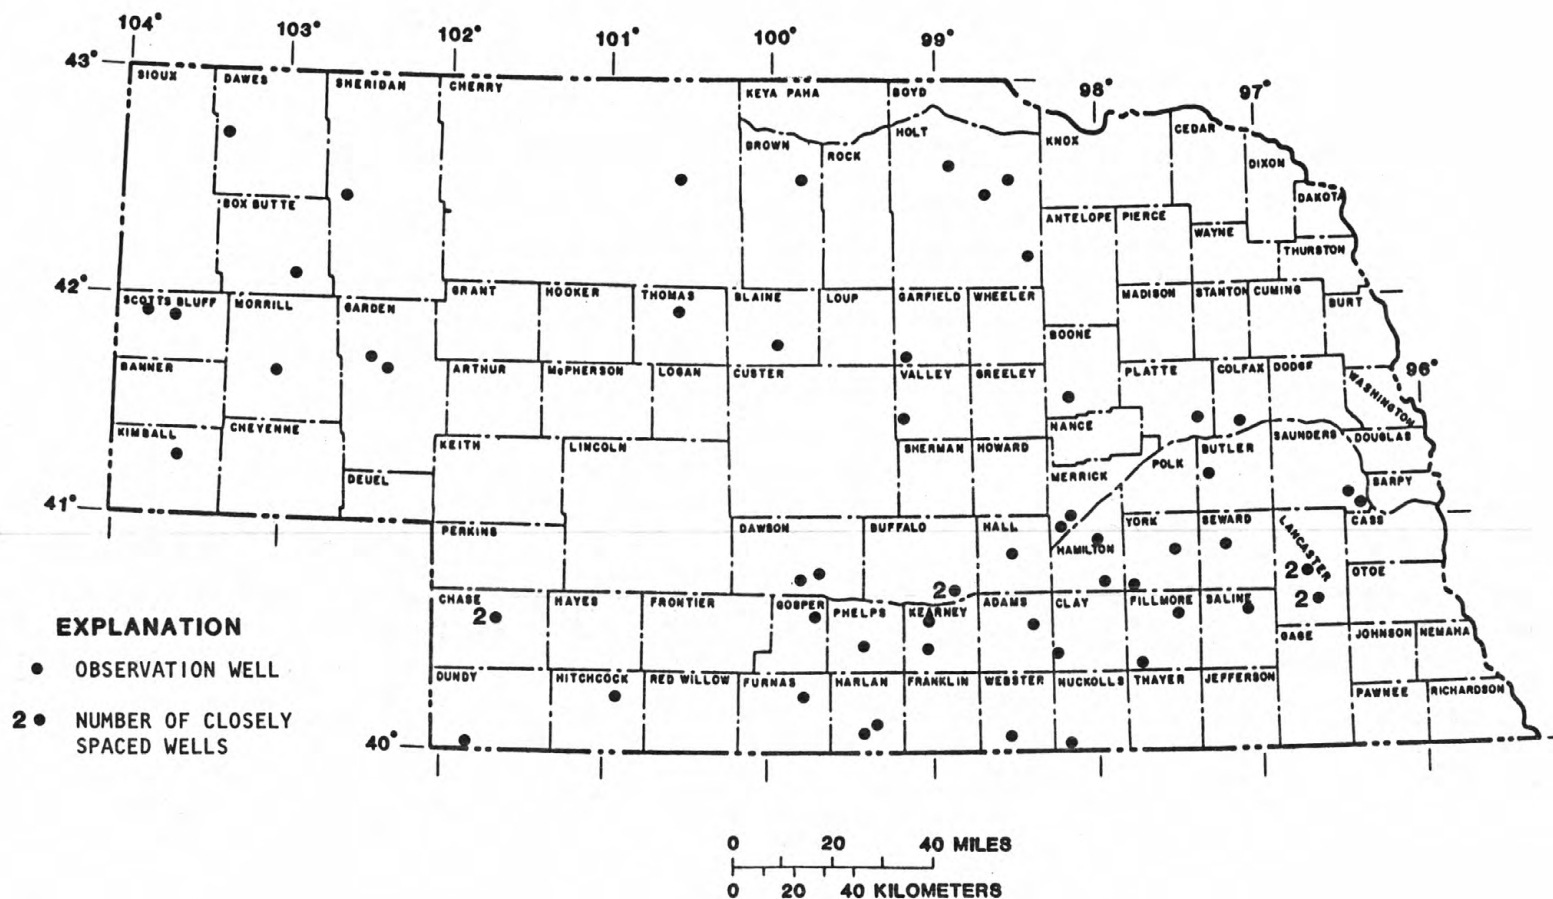 104° 103° 102° 101° 100° 99°
43°
98° 97°
SIOUX DAWES SHERIDAN CHERRY KEYA PAHA BOYD
HOLT
CEDAR
BROWN ROCK KNOX
DIXON
DAKOTA
BOX BUTTE
ANTELOPE PIERCE
WAYNE
THURSTON
42°
SCOTTS BLUFF MORRILL GARDEN GRANT HOOKER THOMAS BLAINE LOUP GARFIELD WHEELER MADISON STANTON CUMING BURT
BOONE
BANNER ARTHUR McPHERSON LOGAN CUSTER VALLEY GREELEY PLATTE COLFAX DODGE
96°
WASHINGTON
NANCE
KIMBALL CHEYENNE KEITH LINCOLN SHERMAN HOWARD BUTLER SAUNDERS DOUGLAS
POLK
DEUEL MERRICK SARPY
41°
PERKINS DAWSON BUFFALO HALL YORK SEWARD CASS
HAMILTON
LANCASTER
2
OTOE
2
2
CHASE HAYES FRONTIER GOSPER PHELPS KEARNEY ADAMS CLAY FILLMORE SALINE
2
GAGE JOHNSON NEMAHA
DUNDY HITCHCOCK RED WILLOW FURNAS HARLAN FRANKLIN WEBSTER NUCKOLLS THAYER JEFFERSON
PAWNEE RICHARDSON
40°
EXPLANATION
OBSERVATION WELL
2 NUMBER OF CLOSELY
SPACED WELLS
0 20 40 MILES
0 20 40 KILOMETERS